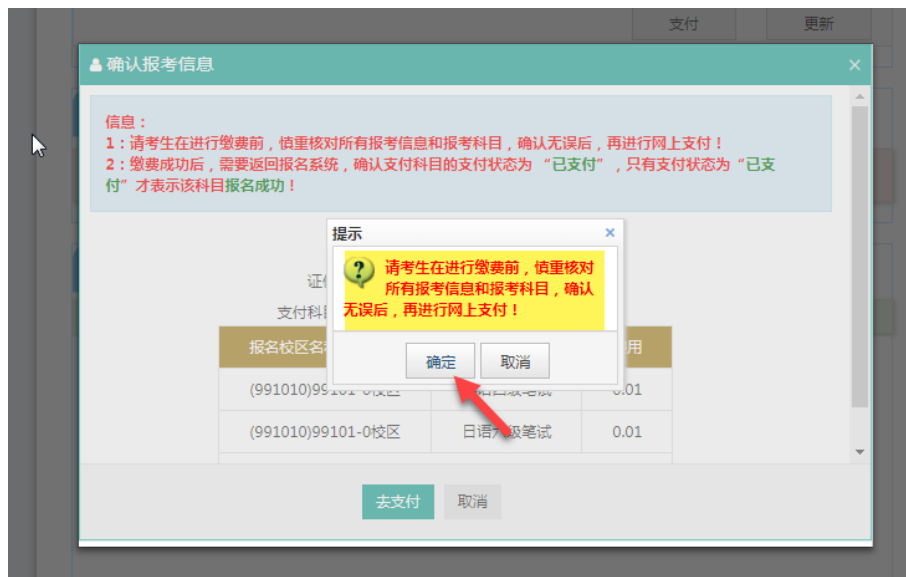 支付 更新
确认报考信息 ×
信息：
1：请考生在进行缴费前，慎重核对所有报考信息和报考科目，确认无误后，再进行网上支付！
2：缴费成功后，需要返回报名系统，确认支付科目的支付状态为 “已支付” ，只有支付状态为“已支
付” 才表示该科目报名成功！
提示 ×
请考生在进行缴费前，慎重核对
所有报考信息和报考科目，确认
无误后，再进行网上支付！
支付科
报名校区名 用
确定 取消
(991010)99101-0校区 0.01
(991010)99101-0校区 日语六级笔试 0.01
去支付 取消